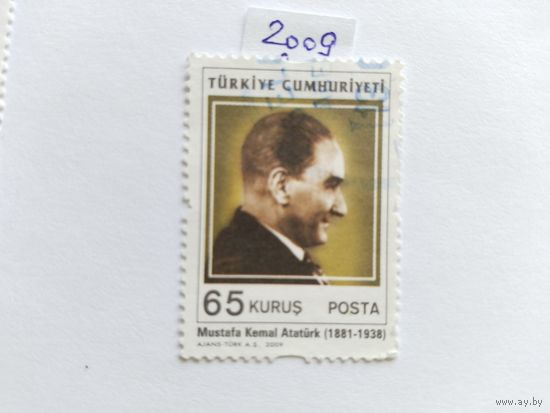 2009
TÜRKİYE CUMHURİYETİ
65 KURUŞ POSTA
Mustafa Kemal Atatürk (1881-1938)
AJANS-TÜRK A.Ş. 2009
www.ay.by